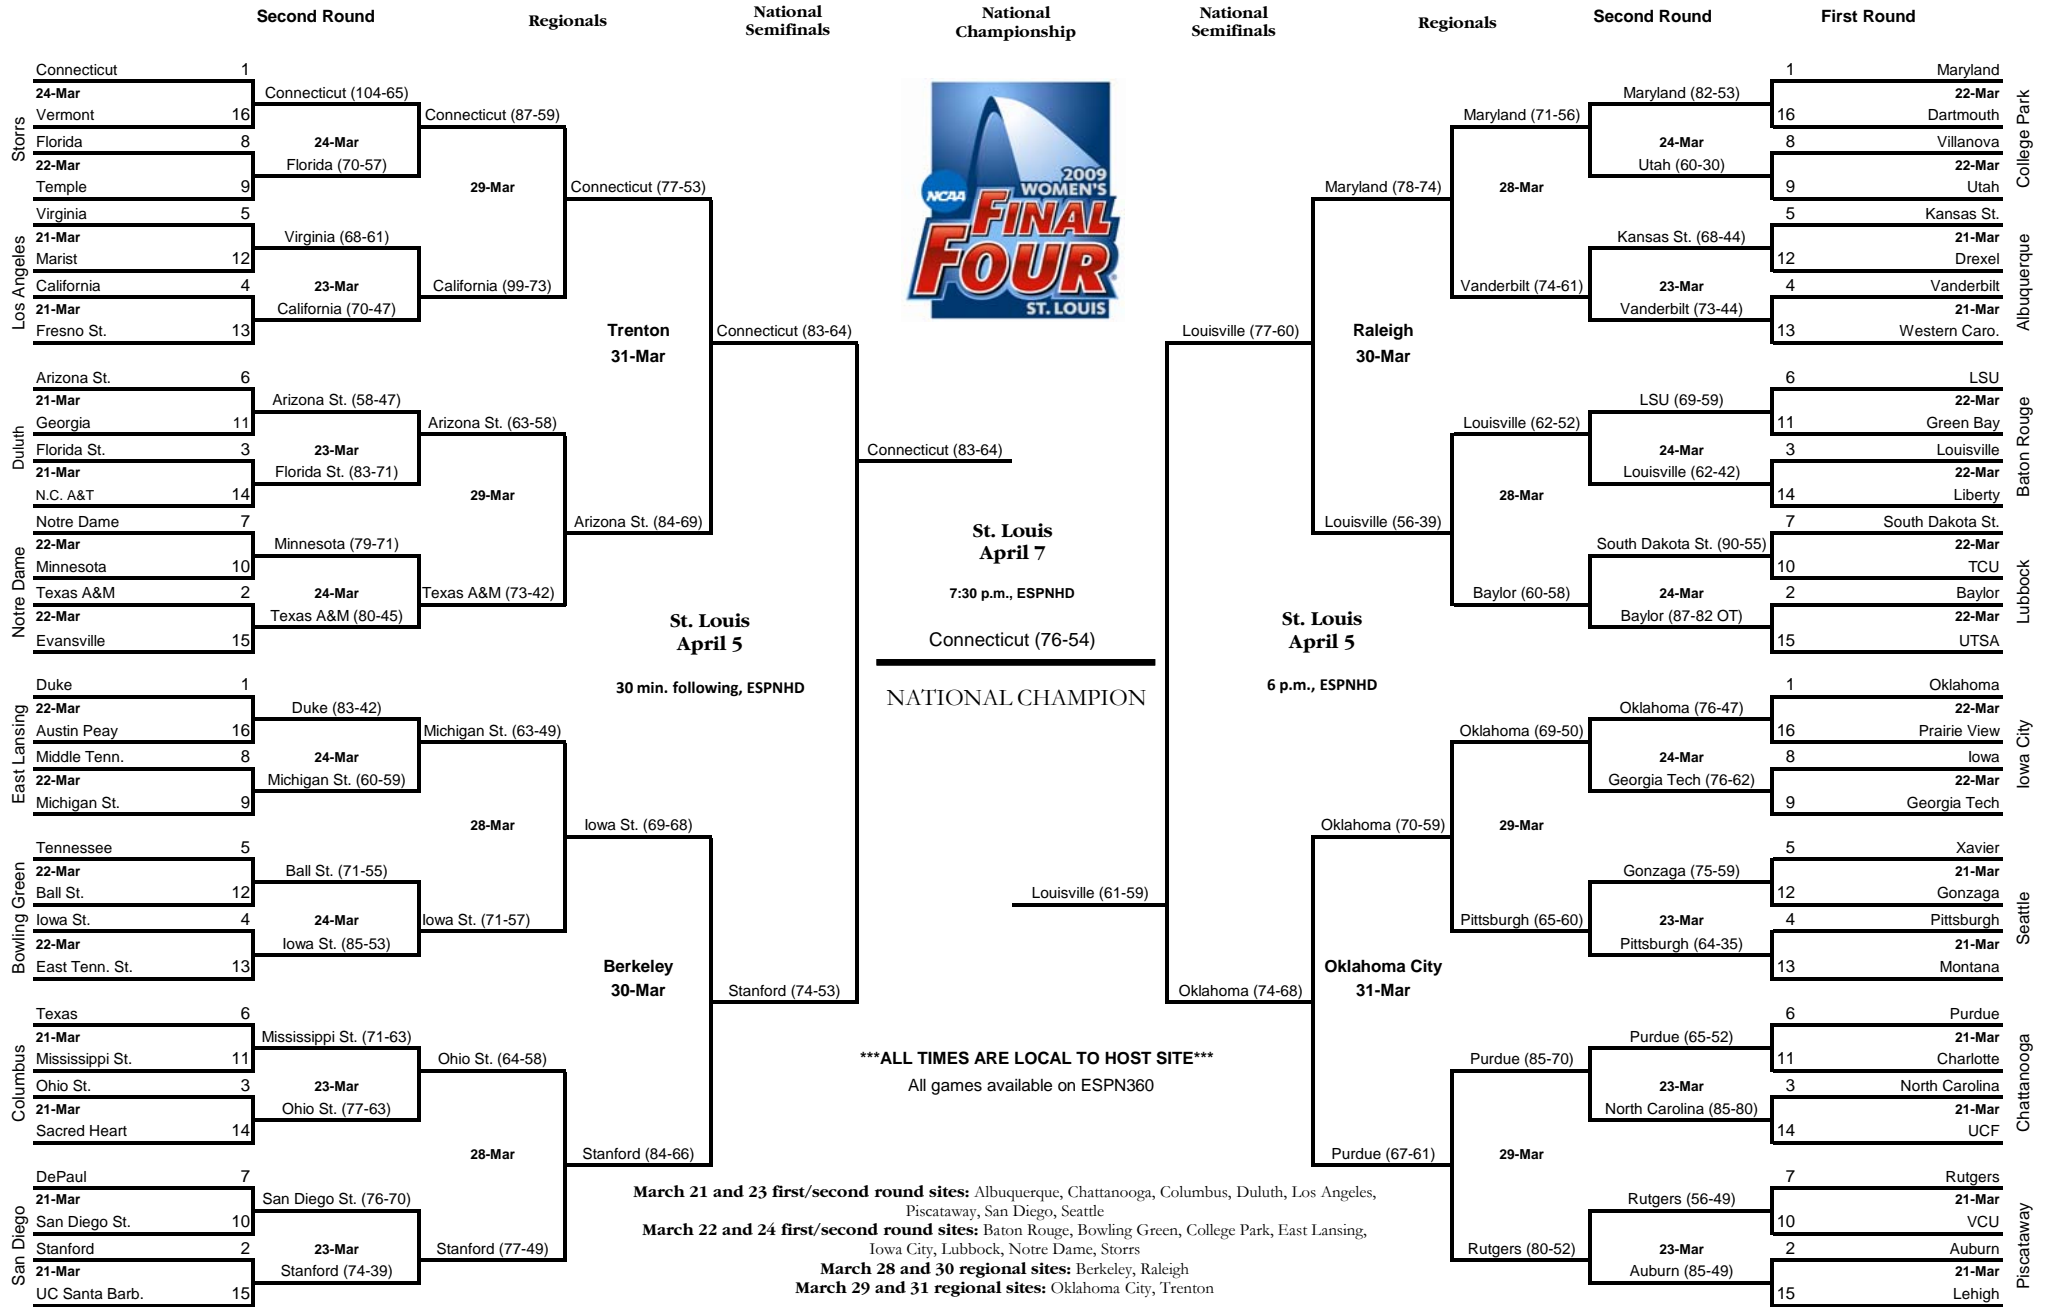 Second Round
Regionals
National
Semifinals
National
Championship
National
Semifinals
Regionals
Second Round
First Round
Storrs
Connecticut 1
24-Mar
Vermont 16
Florida 8
22-Mar
Temple 9
Los Angeles
Virginia 5
21-Mar
Marist 12
California 4
21-Mar
Fresno St. 13
Duluth
Arizona St. 6
21-Mar
Georgia 11
Florida St. 3
21-Mar
N.C. A&T 14
Notre Dame
Notre Dame 7
22-Mar
Minnesota 10
Texas A&M 2
22-Mar
Evansville 15
East Lansing
Duke 1
22-Mar
Austin Peay 16
Middle Tenn. 8
22-Mar
Michigan St. 9
Bowling Green
Tennessee 5
22-Mar
Ball St. 12
Iowa St. 4
22-Mar
East Tenn. St. 13
Columbus
Texas 6
21-Mar
Mississippi St. 11
Ohio St. 3
21-Mar
Sacred Heart 14
San Diego
DePaul 7
21-Mar
San Diego St. 10
Stanford 2
21-Mar
UC Santa Barb. 15
Connecticut (104-65)
24-Mar
Florida (70-57)
Virginia (68-61)
23-Mar
California (70-47)
Arizona St. (58-47)
23-Mar
Florida St. (83-71)
Minnesota (79-71)
24-Mar
Texas A&M (80-45)
Duke (83-42)
24-Mar
Michigan St. (60-59)
Ball St. (71-55)
24-Mar
Iowa St. (85-53)
Mississippi St. (71-63)
23-Mar
Ohio St. (77-63)
San Diego St. (76-70)
23-Mar
Stanford (74-39)
Connecticut (87-59)
29-Mar
California (99-73)
Arizona St. (63-58)
29-Mar
Texas A&M (73-42)
Michigan St. (63-49)
28-Mar
Iowa St. (71-57)
Ohio St. (64-58)
28-Mar
Stanford (77-49)
Connecticut (77-53)
Trenton
31-Mar
Arizona St. (84-69)
Iowa St. (69-68)
Berkeley
30-Mar
Stanford (84-66)
Connecticut (83-64)
St. Louis
April 5
30 min. following, ESPNHD
Stanford (74-53)
2009
WOMEN'S
NCAA
FINAL
FOUR
ST. LOUIS
Connecticut (83-64)
St. Louis
April 7
7:30 p.m., ESPNHD
Connecticut (76-54)
NATIONAL CHAMPION
Louisville (61-59)
***ALL TIMES ARE LOCAL TO HOST SITE***
All games available on ESPN360
March 21 and 23 first/second round sites: Albuquerque, Chattanooga, Columbus, Duluth, Los Angeles,
Piscataway, San Diego, Seattle
March 22 and 24 first/second round sites: Baton Rouge, Bowling Green, College Park, East Lansing,
Iowa City, Lubbock, Notre Dame, Storrs
March 28 and 30 regional sites: Berkeley, Raleigh
March 29 and 31 regional sites: Oklahoma City, Trenton
Louisville (77-60)
St. Louis
April 5
6 p.m., ESPNHD
Oklahoma (74-68)
Maryland (78-74)
Raleigh
30-Mar
Louisville (56-39)
Oklahoma (70-59)
Oklahoma City
31-Mar
Purdue (67-61)
Maryland (71-56)
28-Mar
Vanderbilt (74-61)
Louisville (62-52)
28-Mar
Baylor (60-58)
Oklahoma (69-50)
29-Mar
Pittsburgh (65-60)
Purdue (85-70)
29-Mar
Rutgers (80-52)
Maryland (82-53)
24-Mar
Utah (60-30)
Kansas St. (68-44)
23-Mar
Vanderbilt (73-44)
LSU (69-59)
24-Mar
Louisville (62-42)
South Dakota St. (90-55)
24-Mar
Baylor (87-82 OT)
Oklahoma (76-47)
24-Mar
Georgia Tech (76-62)
Gonzaga (75-59)
23-Mar
Pittsburgh (64-35)
Purdue (65-52)
23-Mar
North Carolina (85-80)
Rutgers (56-49)
23-Mar
Auburn (85-49)
1 Maryland
22-Mar
16 Dartmouth
8 Villanova
22-Mar
9 Utah
College Park
5 Kansas St.
21-Mar
12 Drexel
4 Vanderbilt
21-Mar
13 Western Caro.
Albuquerque
6 LSU
22-Mar
11 Green Bay
3 Louisville
22-Mar
14 Liberty
Baton Rouge
7 South Dakota St.
22-Mar
10 TCU
2 Baylor
22-Mar
15 UTSA
Lubbock
1 Oklahoma
22-Mar
16 Prairie View
8 Iowa
22-Mar
9 Georgia Tech
Iowa City
5 Xavier
21-Mar
12 Gonzaga
4 Pittsburgh
21-Mar
13 Montana
Seattle
6 Purdue
21-Mar
11 Charlotte
3 North Carolina
21-Mar
14 UCF
Chattanooga
7 Rutgers
21-Mar
10 VCU
2 Auburn
21-Mar
15 Lehigh
Piscataway